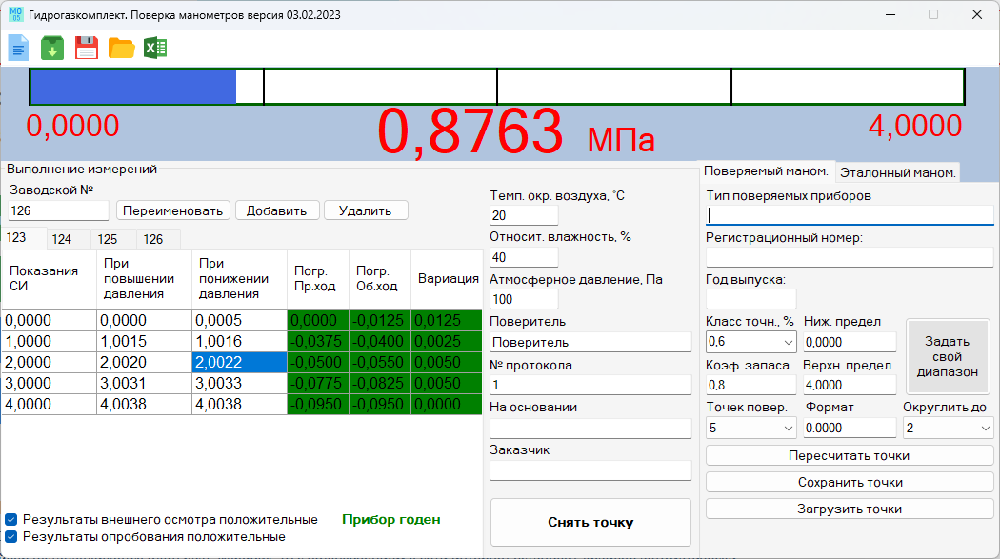 МО
05
Гидрогазкомплект. Поверка манометров версия 03.02.2023
0,0000
0,8763 МПа
4,0000
Выполнение измерений
Заводской №
126
Переименовать
Добавить
Удалить
123 124 125 126
Показания СИ
При повышении давления
При понижении давления
Погр. Пр.ход
Погр. Об.ход
Вариация
0,0000 0,0000 0,0005 0,0000 -0,0125 0,0125
1,0000 1,0015 1,0016 -0,0375 -0,0400 0,0025
2,0000 2,0020 2,0022 -0,0500 -0,0550 0,0050
3,0000 3,0031 3,0033 -0,0775 -0,0825 0,0050
4,0000 4,0038 4,0038 -0,0950 -0,0950 0,0000
Результаты внешнего осмотра положительные
Прибор годен
Результаты опробования положительные
Темп. окр. воздуха, °С
20
Относит. влажность, %
40
Атмосферное давление, Па
100
Поверитель
Поверитель
№ протокола
1
На основании
Заказчик
Снять точку
Поверяемый маном. Эталонный маном.
Тип поверяемых приборов
Регистрационный номер:
Год выпуска:
Класс точн., % Ниж. предел
0,6 0,0000
Задать свой диапазон
Коэф. запаса Верхн. предел
0,8 4,0000
Точек повер. Формат Округлить до
5 0.0000 2
Пересчитать точки
Сохранить точки
Загрузить точки